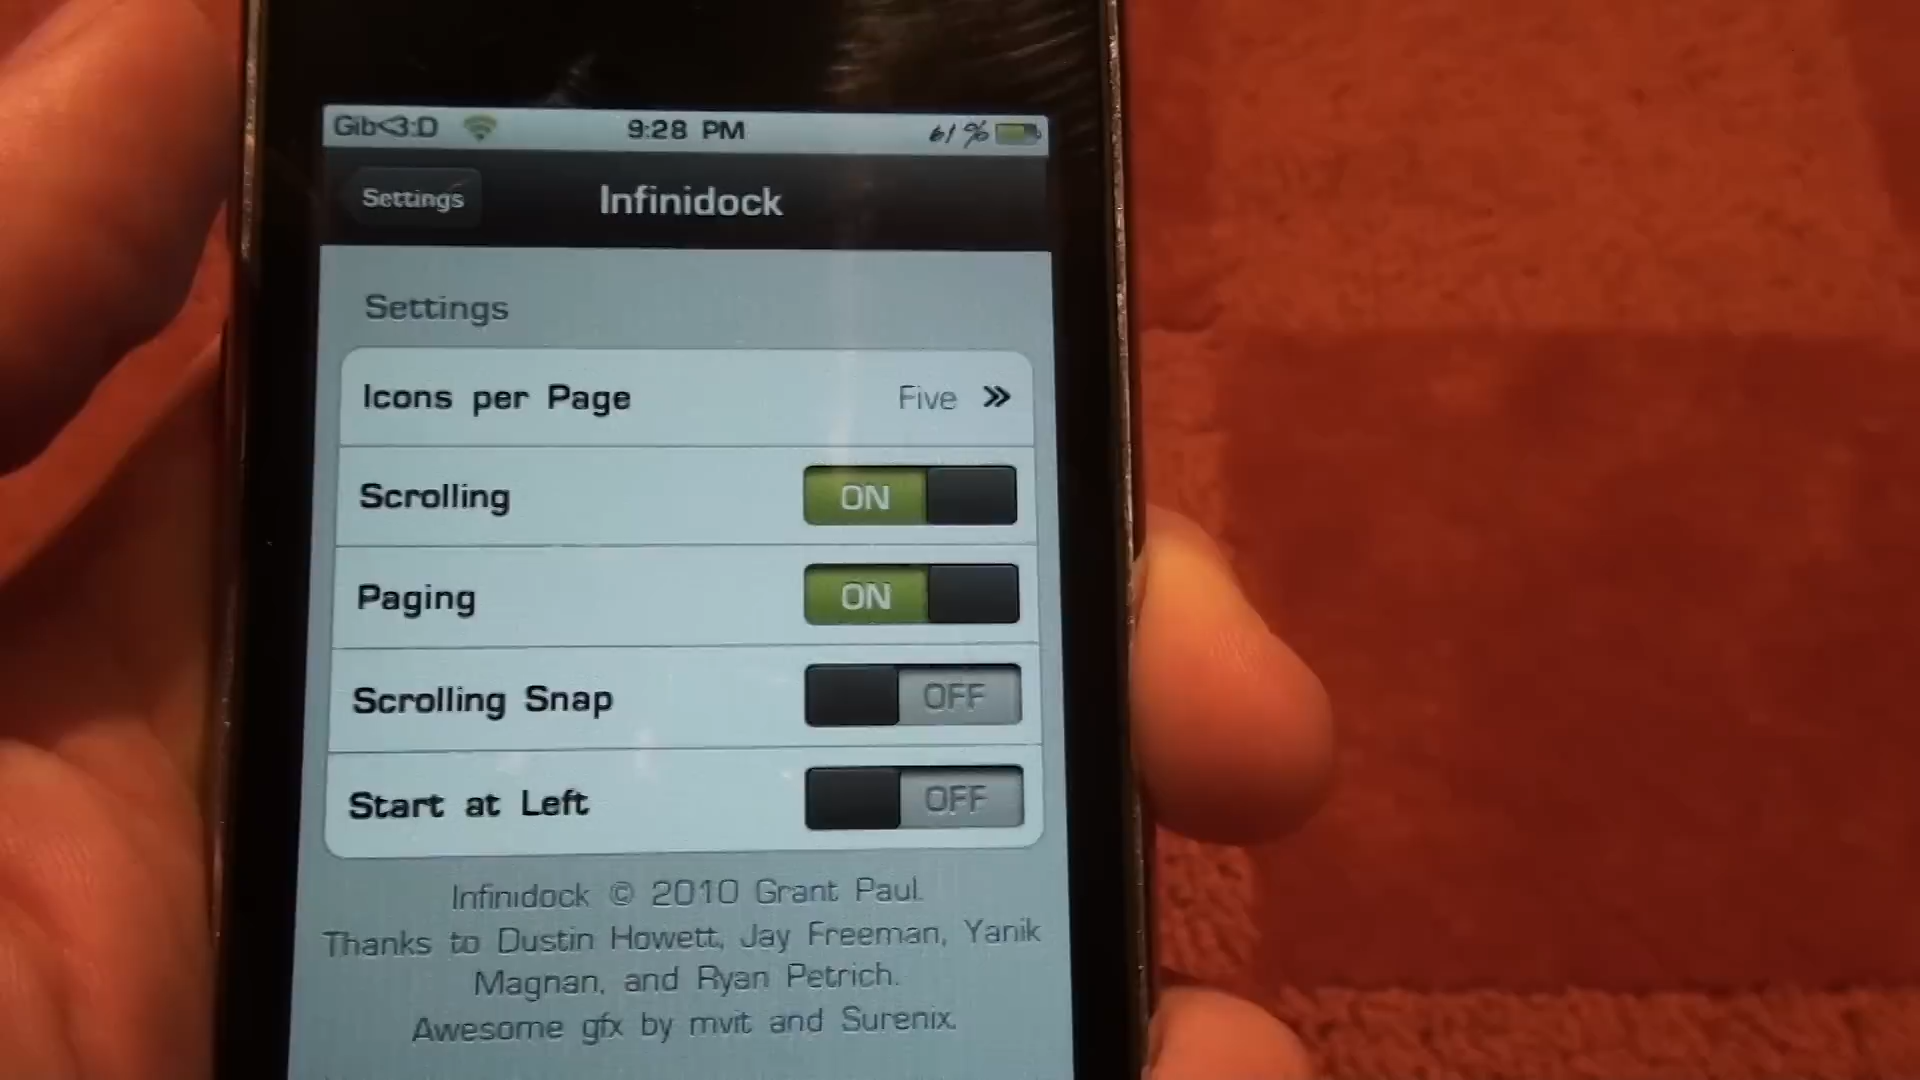 Gib<3:D 9:28 PM 61%
Settings Infinidock
Settings
Icons per Page Five »
Scrolling ON
Paging ON
Scrolling Snap OFF
Start at Left OFF
Infinidock © 2010 Grant Paul.
Thanks to Dustin Howett, Jay Freeman, Yanik
Magnan, and Ryan Petrich.
Awesome gfx by mvit and Surenix.